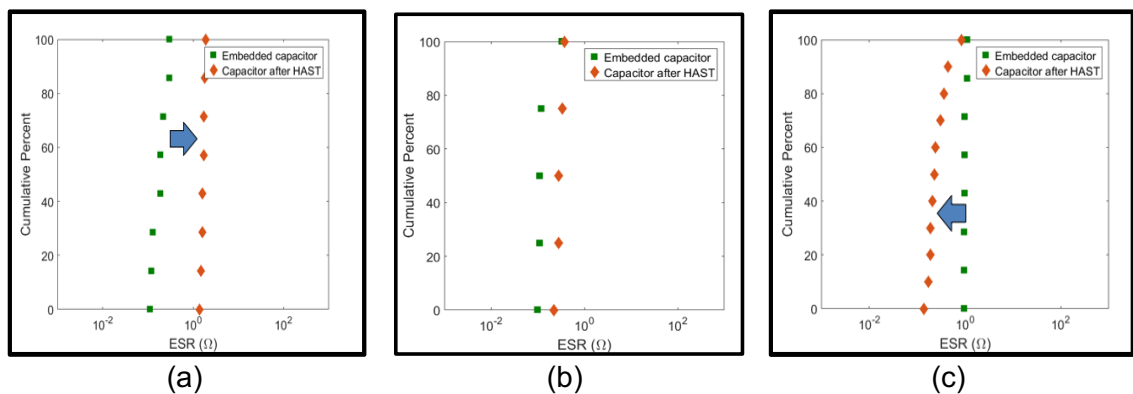 100
80
60
40
20
0
Cumulative Percent
Embedded capacitor
Capacitor after HAST
10^-2
10^0
10^2
ESR (Ω)
(a)
100
80
60
40
20
0
Cumulative Percent
Embedded capacitor
Capacitor after HAST
10^-2
10^0
10^2
ESR (Ω)
(b)
100
80
60
40
20
0
Cumulative Percent
Embedded capacitor
Capacitor after HAST
10^-2
10^0
10^2
ESR (Ω)
(c)